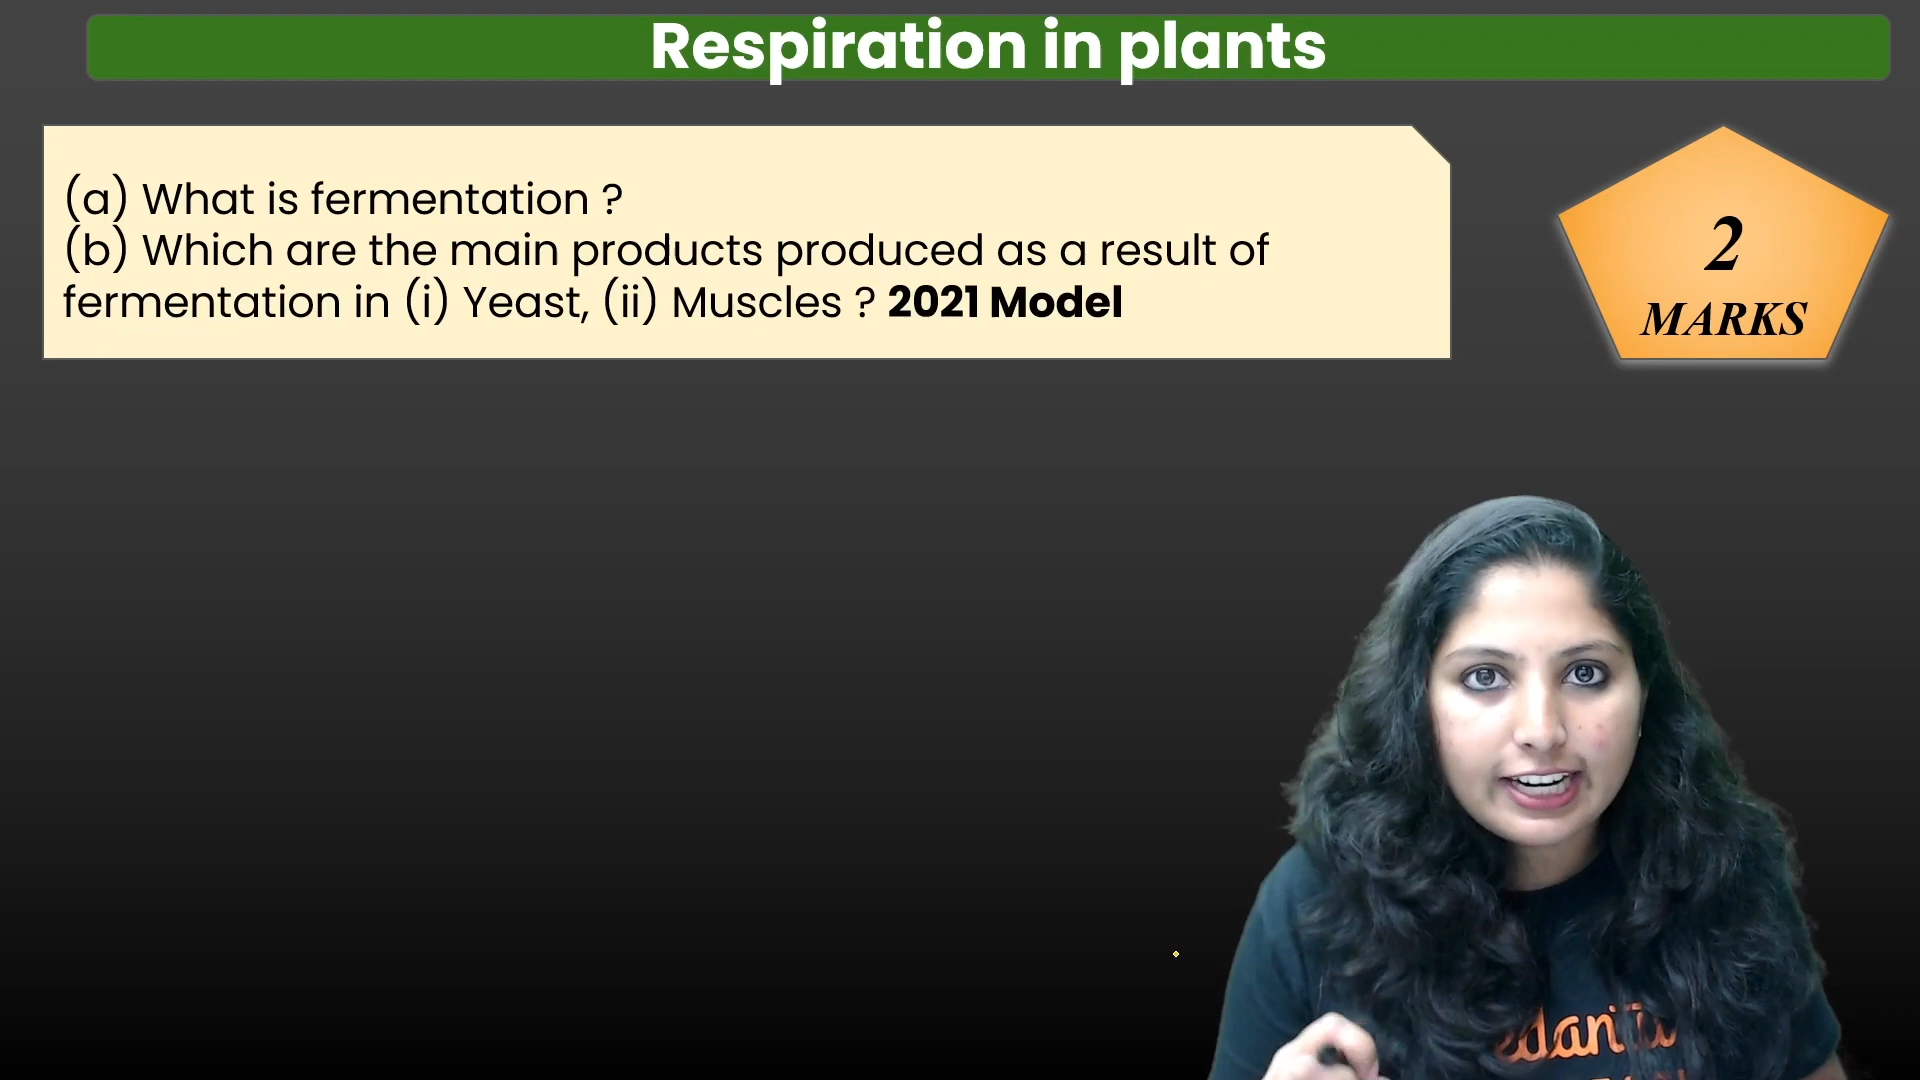 Respiration in plants
(a) What is fermentation ?
(b) Which are the main products produced as a result of
fermentation in (i) Yeast, (ii) Muscles ? 2021 Model
2
MARKS